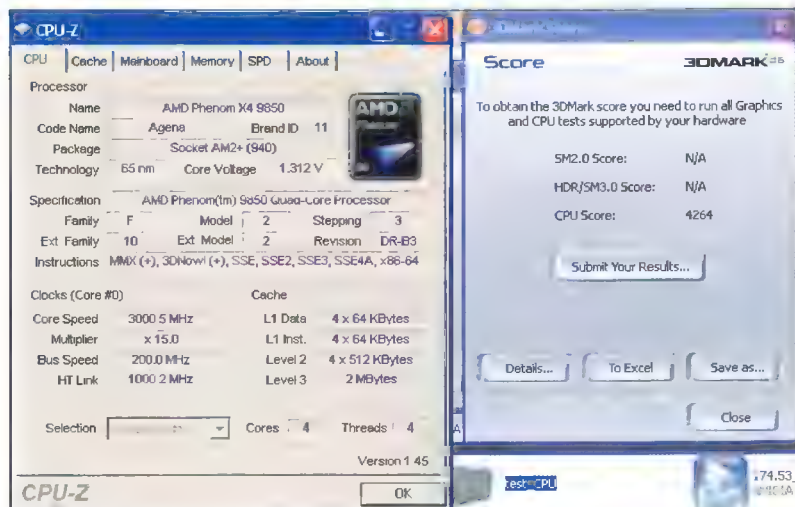 CPU-Z
CPU Cache Mainboard Memory SPD About
Processor
Name AMD Phenom X4 9850
Code Name Agena Brand ID 11
Package Socket AM2+ (940)
Technology 65 nm Core Voltage 1.312 V
AMD
Specification AMD Phenom(tm) 9850 Quad-Core Processor
Family F Model 2 Stepping 3
Ext Family 10 Ext Model 2 Revision DR-B3
Instructions MMX (+), 3DNow! (+), SSE, SSE2, SSE3, SSE4A, x86-64
Clocks (Core #0)
Core Speed 3000.5 MHz
Multiplier x 15.0
Bus Speed 200.0 MHz
HT Link 1000.2 MHz
Cache
L1 Data 4 x 64 KBytes
L1 Inst. 4 x 64 KBytes
Level 2 4 x 512 KBytes
Level 3 2 MBytes
Selection Cores 4 Threads 4
Version 1.45
CPU-Z OK
Score 3DMARK
To obtain the 3DMark score you need to run all Graphics
and CPU tests supported by your hardware
SM2.0 Score: N/A
HDR/SM3.0 Score: N/A
CPU Score: 4264
Submit Your Results...
Details... To Excel Save as...
Close
test-CPU